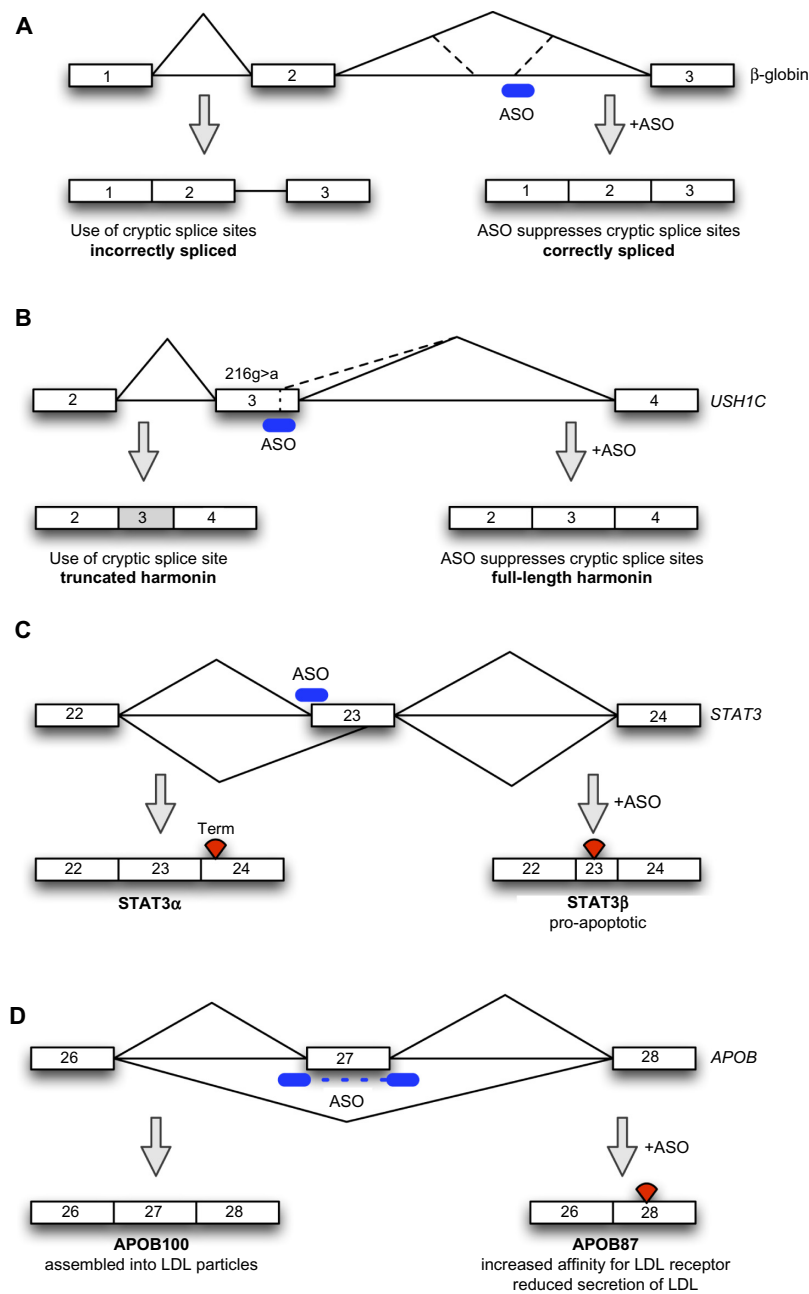 A
1
2
3
β-globin
ASO
+ASO
1 2 3
1 2 3
Use of cryptic splice sites
incorrectly spliced
ASO suppresses cryptic splice sites
correctly spliced
B
216g>a
2
3
4
USH1C
ASO
+ASO
2 3 4
2 3 4
Use of cryptic splice site
truncated harmonin
ASO suppresses cryptic splice sites
full-length harmonin
C
ASO
22
23
24
STAT3
+ASO
Term
22 23 24
22 23 24
STAT3α
STAT3β
pro-apoptotic
D
26
27
28
APOB
ASO
+ASO
26 27 28
26 28
APOB100
assembled into LDL particles
APOB87
increased affinity for LDL receptor
reduced secretion of LDL